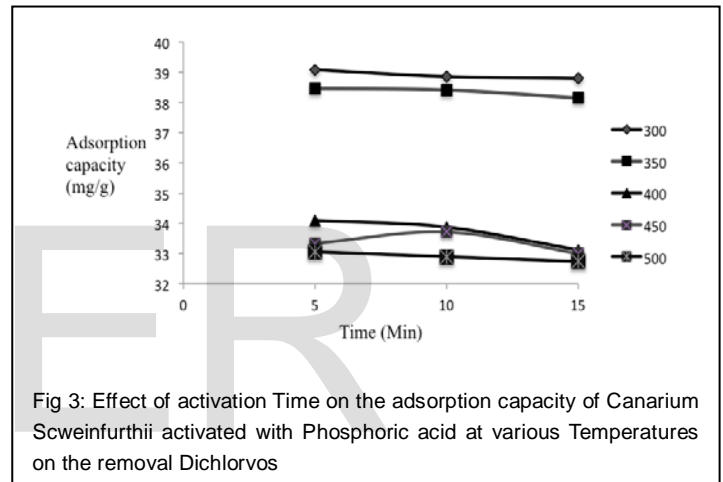 40
39
38
37
Adsorption
36
capacity
35
(mg/g)
34
33
32
0
5
10
15
Time (Min)
300
350
400
450
500
ER
Fig 3: Effect of activation Time on the adsorption capacity of Canarium
Scweinfurthii activated with Phosphoric acid at various Temperatures
on the removal Dichlorvos